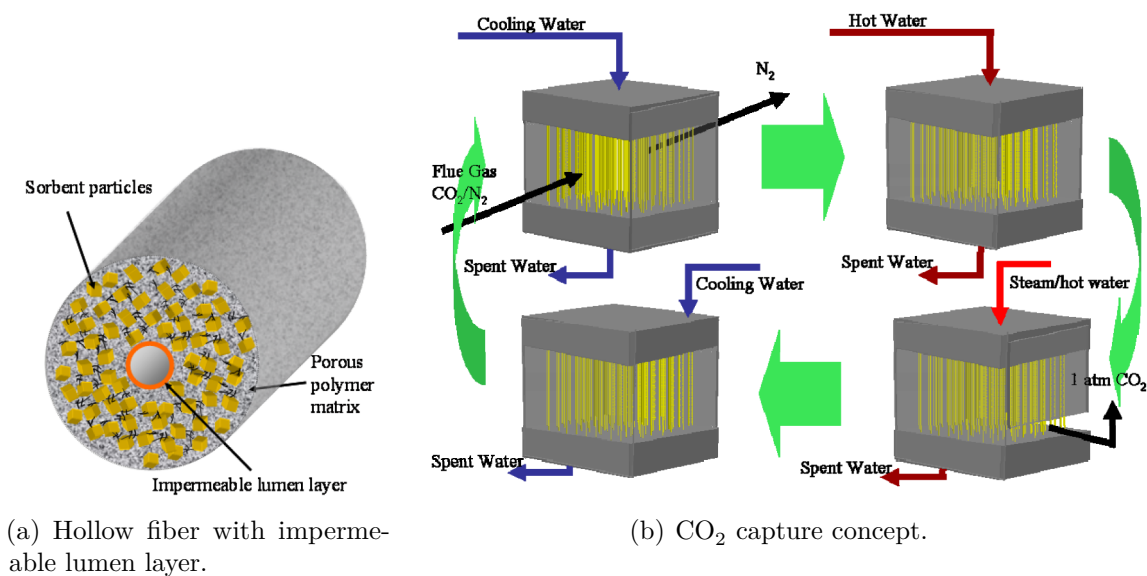 Cooling Water
Hot Water
N₂
Flue Gas
CO₂/N₂
Sorbent particles
Spent Water
Spent Water
Cooling Water
Steam/hot water
Porous
polymer
matrix
1 atm CO₂
Impermeable lumen layer
Spent Water
Spent Water
(a) Hollow fiber with imperme-
able lumen layer.
(b) CO₂ capture concept.